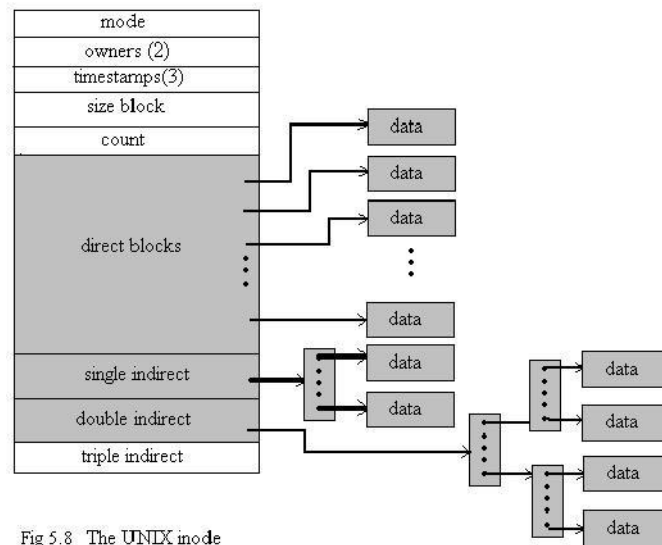 mode
owners (2)
timestamps(3)
size block
count
direct blocks
single indirect
double indirect
triple indirect
data
data
data
data
data
data
data
data
data
data
Fig 5.8 The UNIX inode